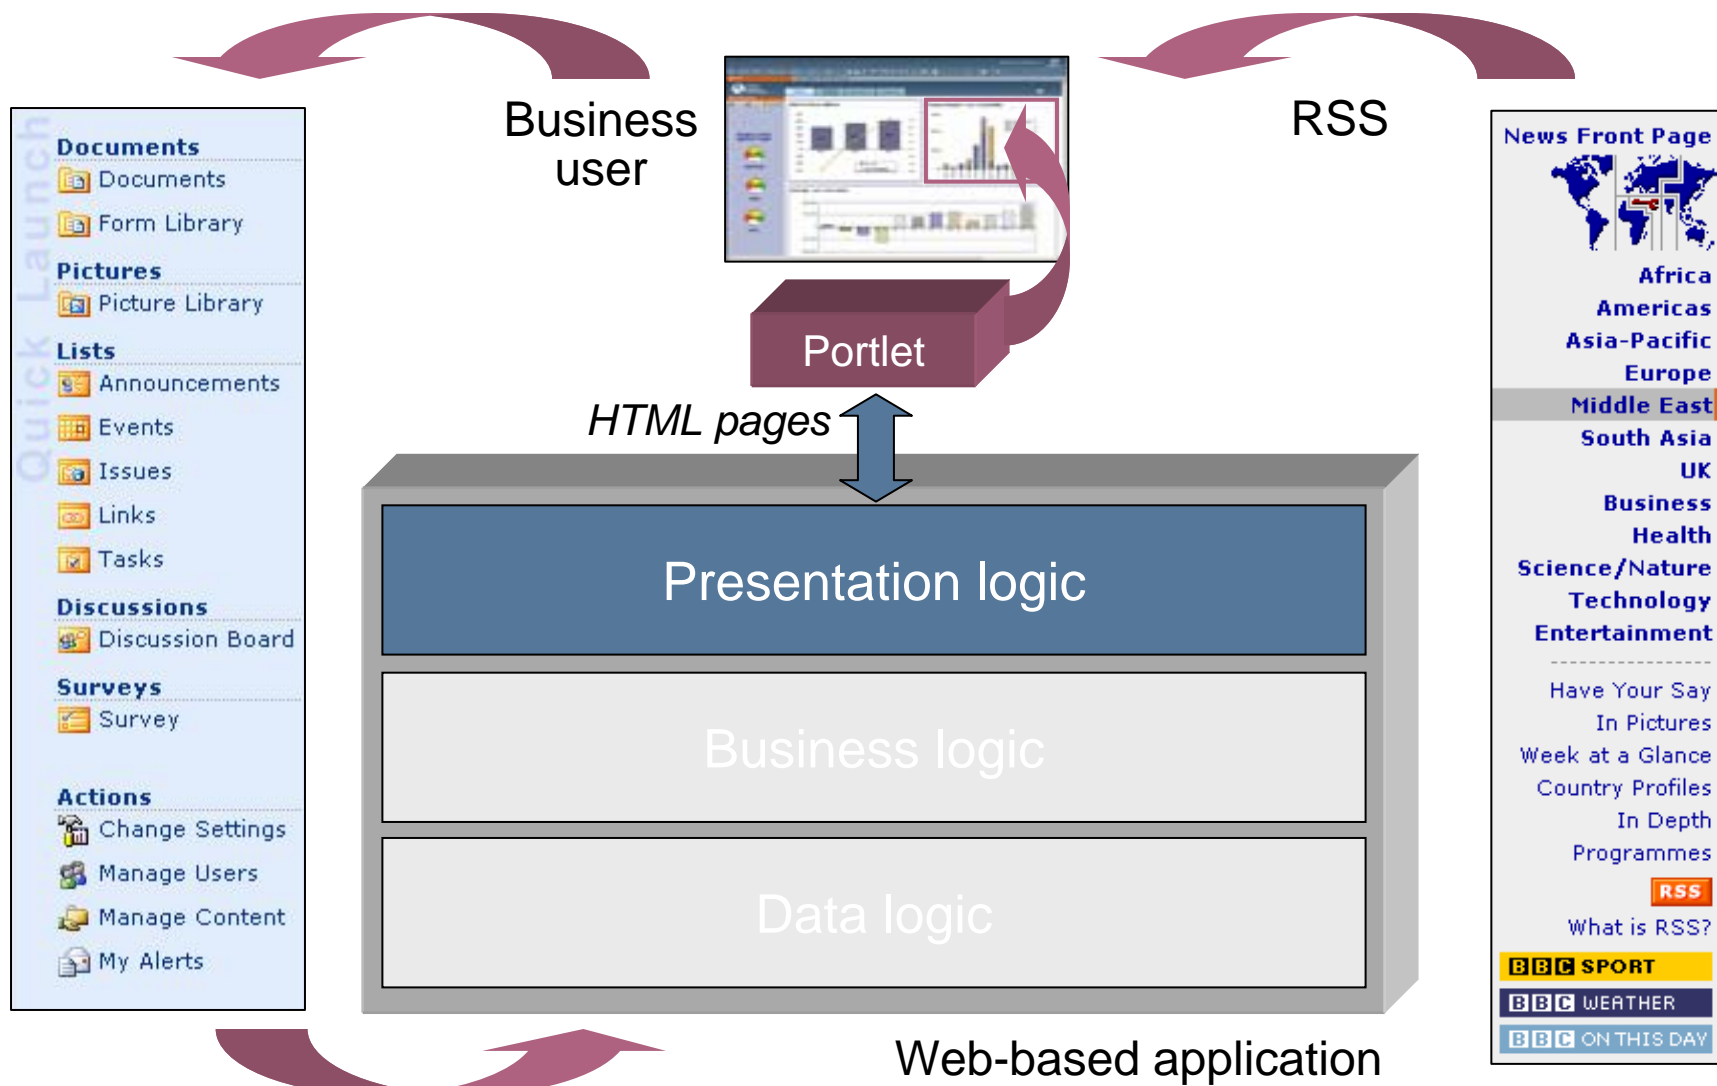 Quick Launch
Documents
Documents
Form Library
Pictures
Picture Library
Lists
Announcements
Events
Issues
Links
Tasks
Discussions
Discussion Board
Surveys
Survey
Actions
Change Settings
Manage Users
Manage Content
My Alerts
Business
user
RSS
Portlet
HTML pages
Presentation logic
Business logic
Data logic
Web-based application
News Front Page
Africa
Americas
Asia-Pacific
Europe
Middle East
South Asia
UK
Business
Health
Science/Nature
Technology
Entertainment
Have Your Say
In Pictures
Week at a Glance
Country Profiles
In Depth
Programmes
RSS
What is RSS?
BBC SPORT
BBC WEATHER
BBC ON THIS DAY